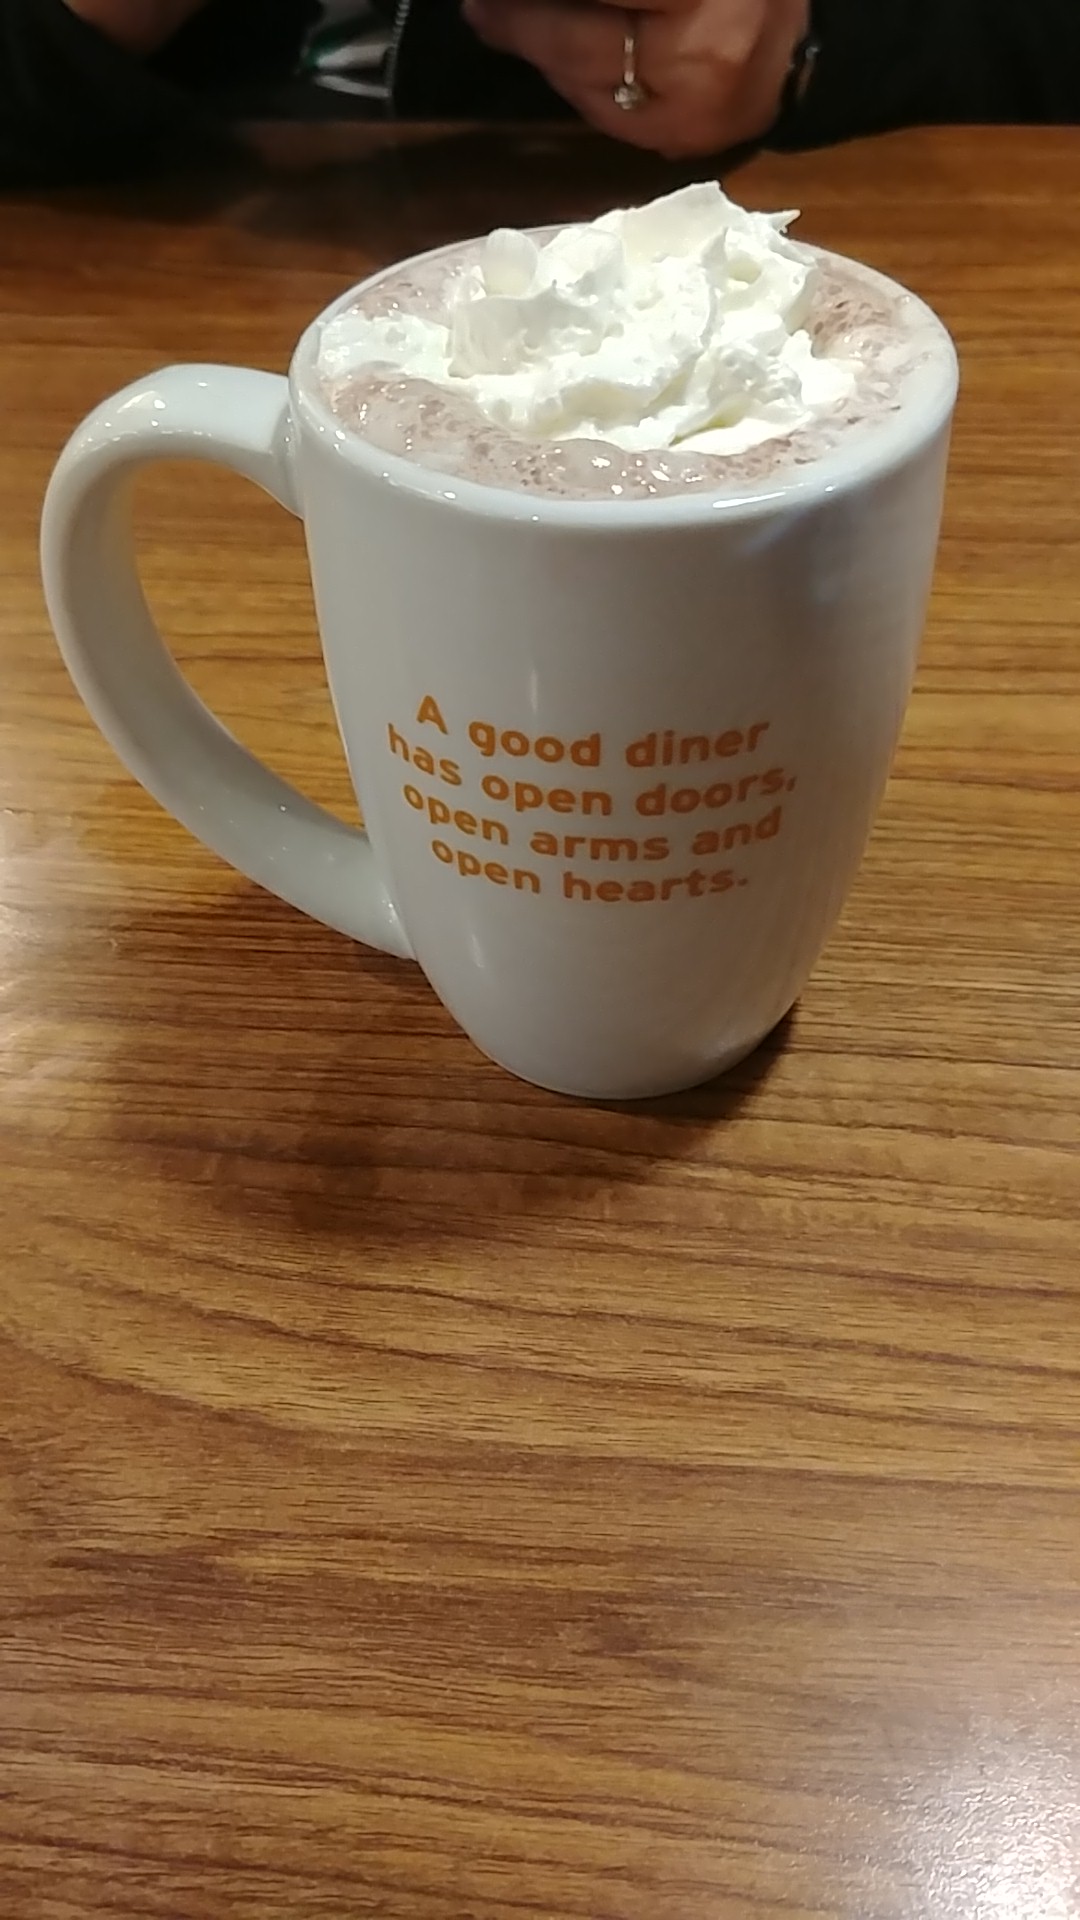 A good diner
has open doors,
open arms and
open hearts.